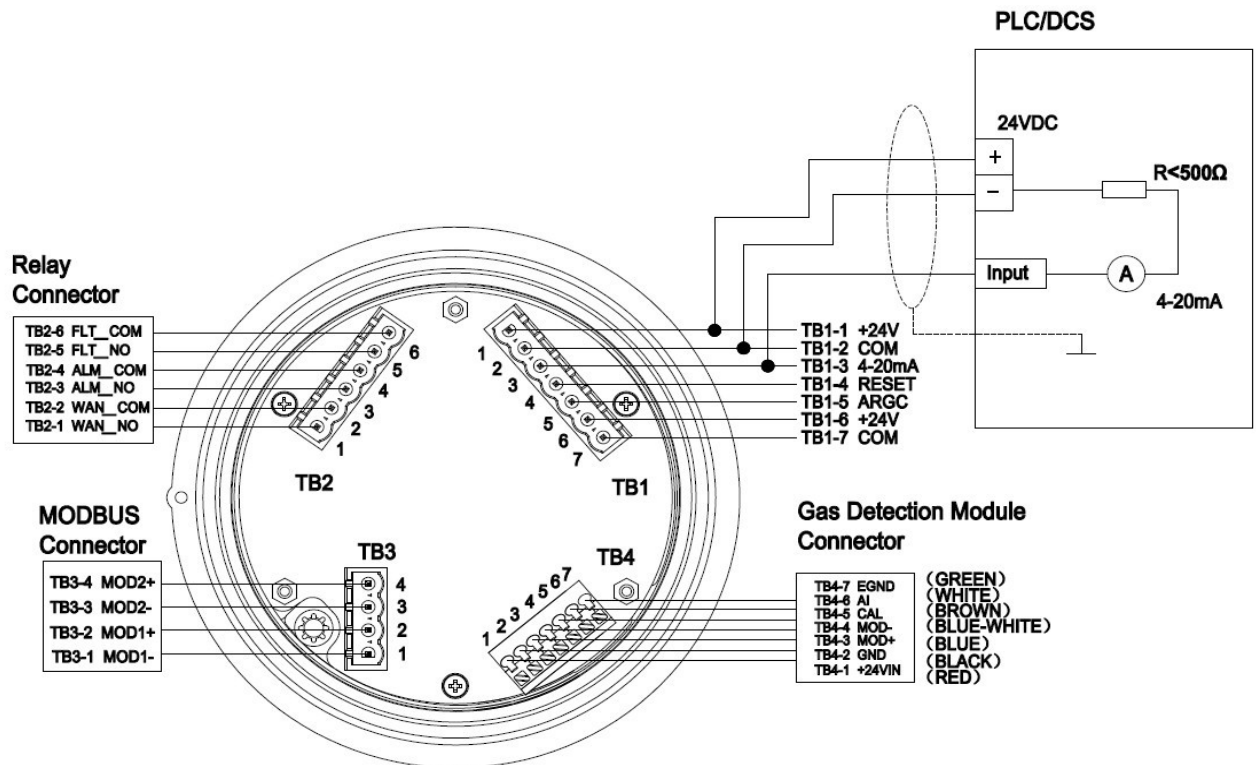 PLC/DCS
24VDC
+
−
R<500Ω
Input
A
4-20mA
Relay
Connector
TB2-6 FLT__COM
TB2-5 FLT__NO
TB2-4 ALM__COM
TB2-3 ALM__NO
TB2-2 WAN__COM
TB2-1 WAN__NO
6
5
4
3
2
1
TB2
1
2
3
4
5
6
7
TB1
TB1-1 +24V
TB1-2 COM
TB1-3 4-20mA
TB1-4 RESET
TB1-5 ARGC
TB1-6 +24V
TB1-7 COM
MODBUS
Connector
TB3-4 MOD2+
TB3-3 MOD2-
TB3-2 MOD1+
TB3-1 MOD1-
TB3
4
3
2
1
TB4
1 2 3 4 5 6 7
Gas Detection Module
Connector
TB4-7 EGND (GREEN)
TB4-6 AI (WHITE)
TB4-5 CAL (BROWN)
TB4-4 MOD- (BLUE-WHITE)
TB4-3 MOD+ (BLUE)
TB4-2 GND (BLACK)
TB4-1 +24VIN (RED)